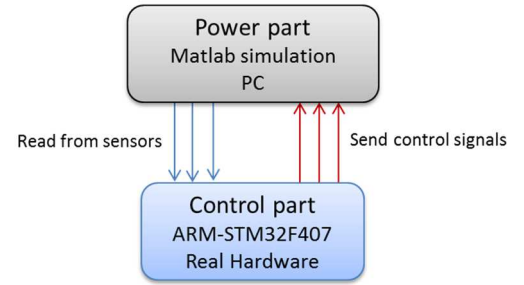 Power part
Matlab simulation
PC
Read from sensors
Send control signals
Control part
ARM-STM32F407
Real Hardware